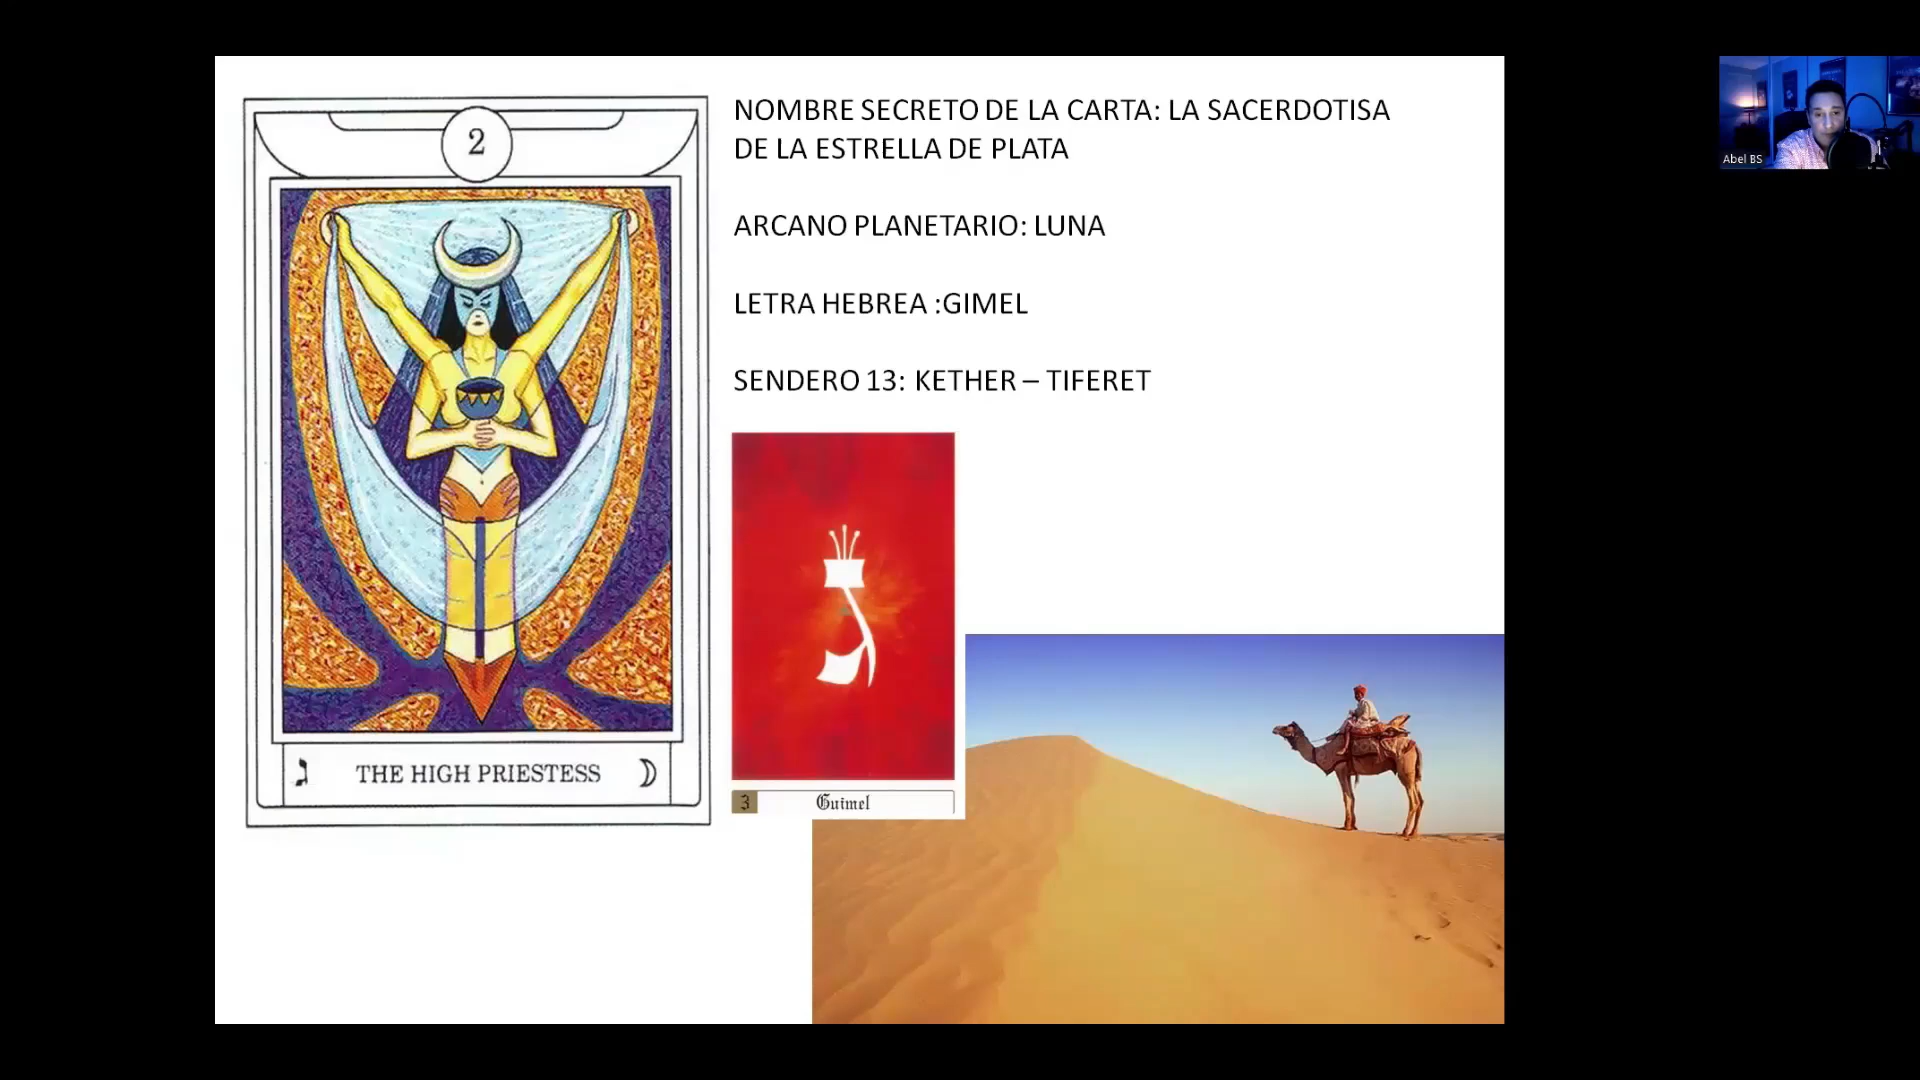 2
THE HIGH PRIESTESS
ג
NOMBRE SECRETO DE LA CARTA: LA SACERDOTISA
DE LA ESTRELLA DE PLATA
ARCANO PLANETARIO: LUNA
LETRA HEBREA :GIMEL
SENDERO 13: KETHER – TIFERET
ג
3 Guimel
Abel BS